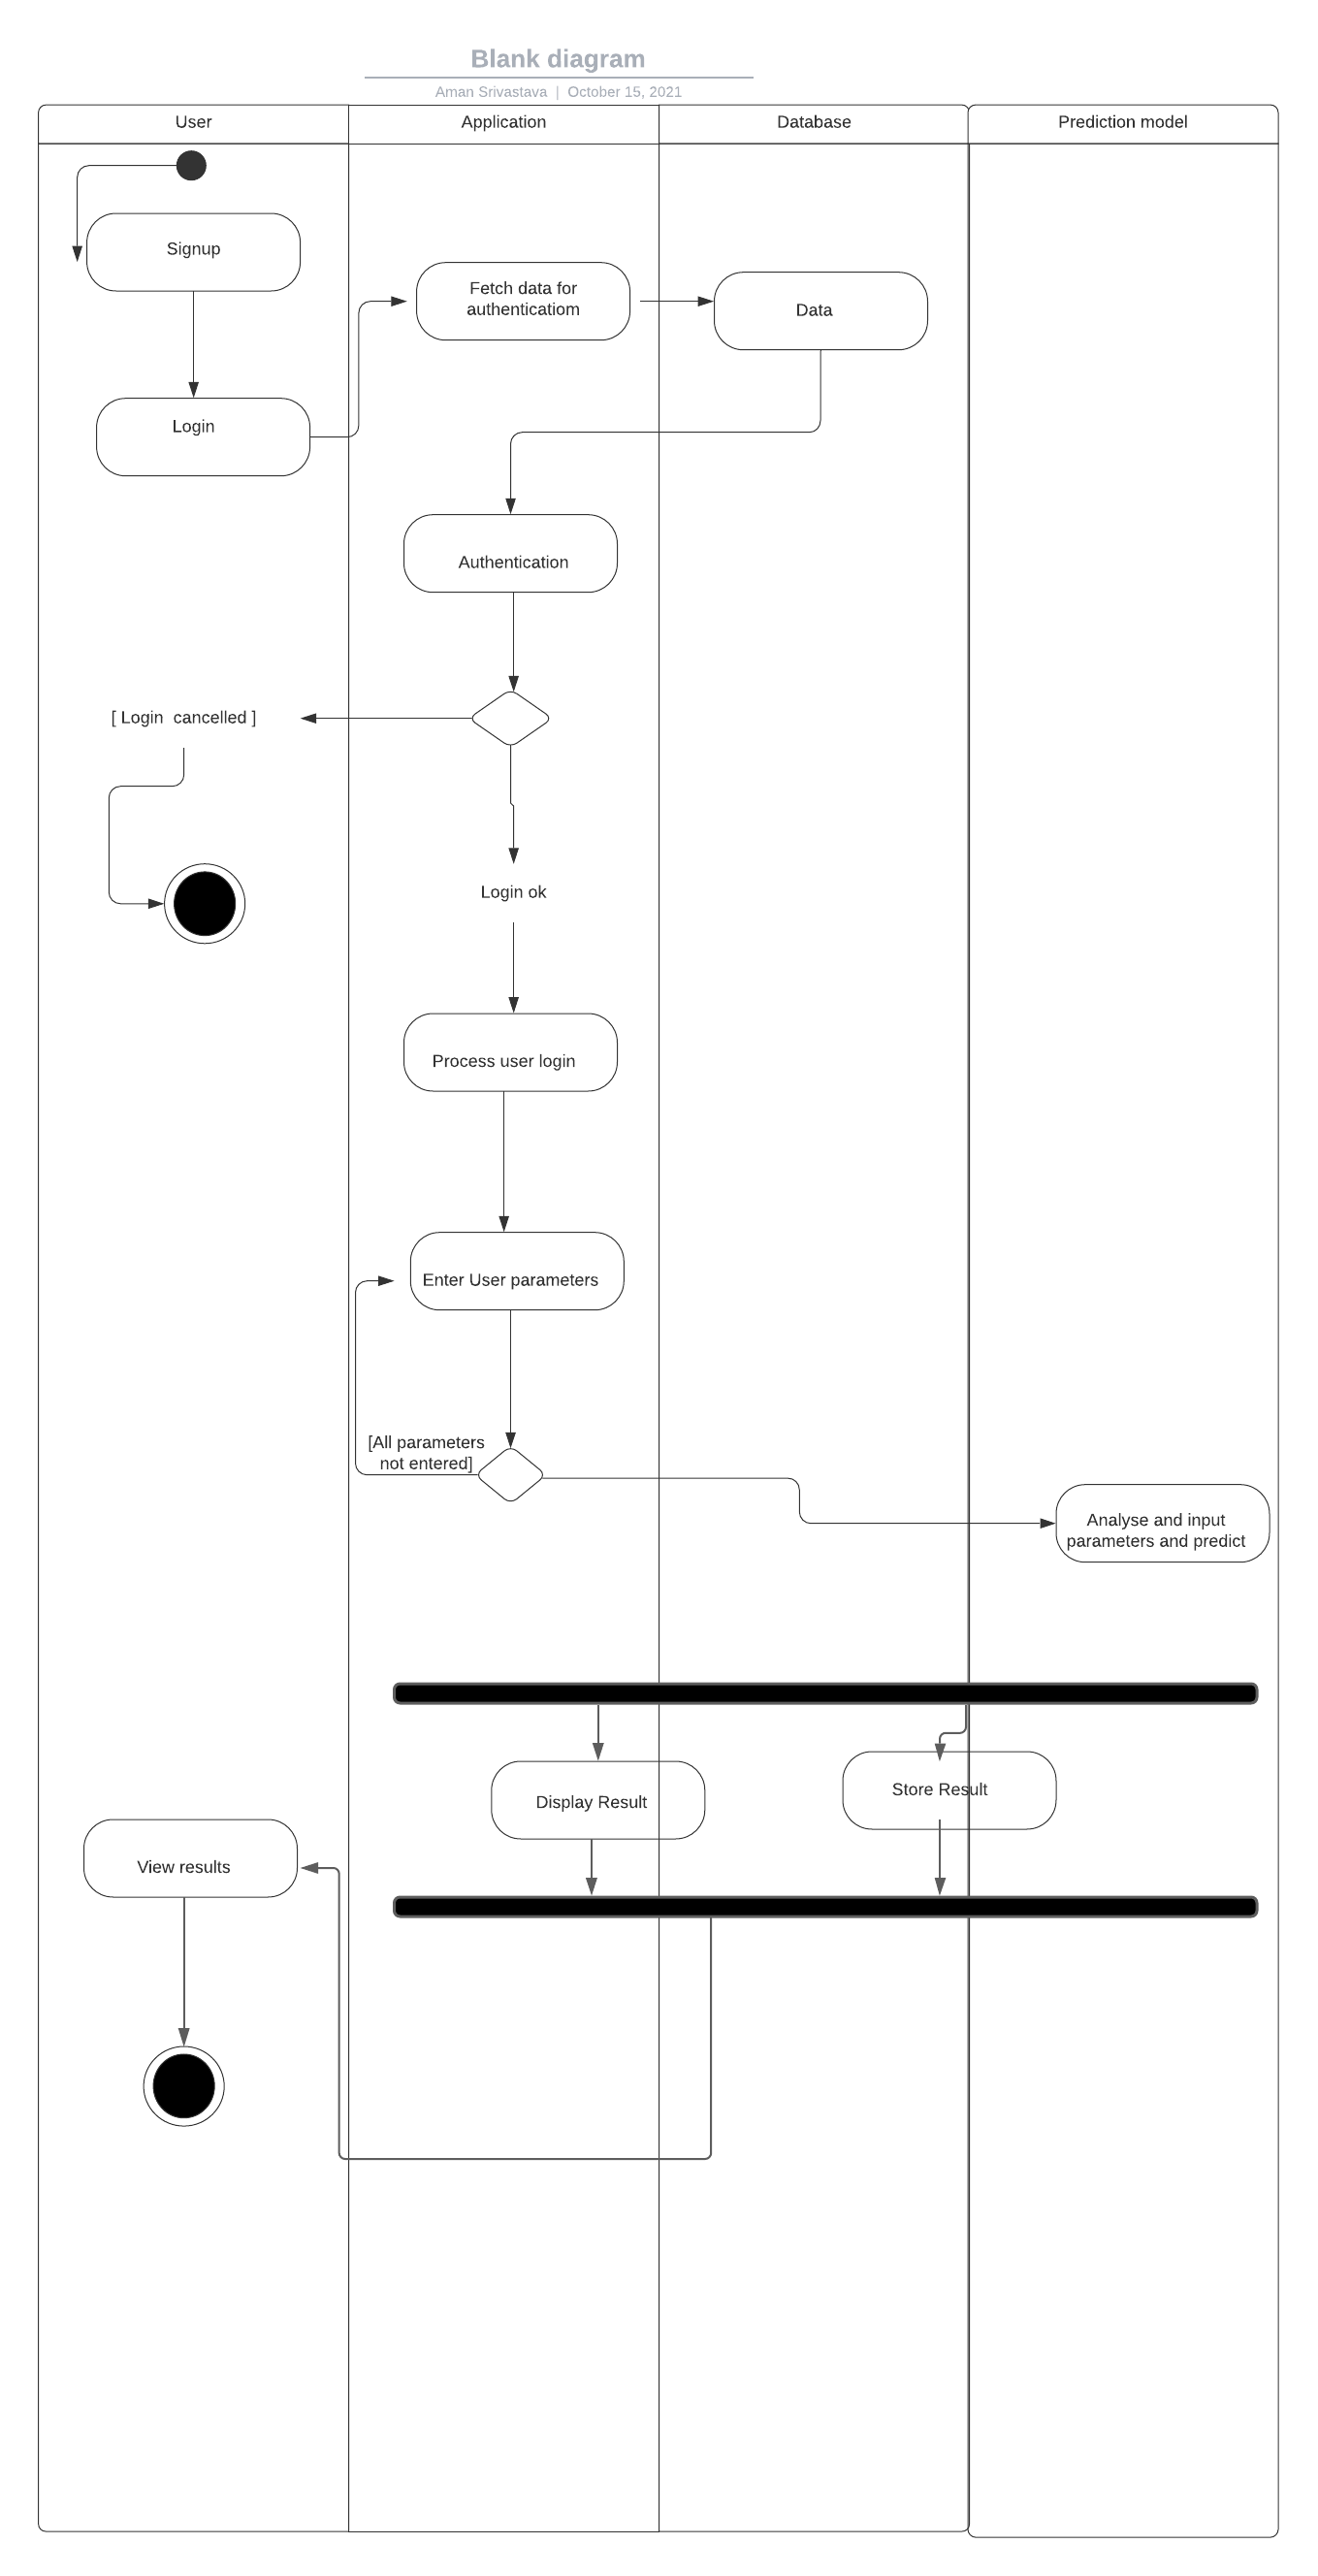 Blank diagram
Aman Srivastava | October 15, 2021
User
Application
Database
Prediction model
Signup
Fetch data for
authenticatiom
Data
Login
Authentication
[ Login  cancelled ]
Login ok
Process user login
Enter User parameters
[All parameters
not entered]
Analyse and input
parameters and predict
Display Result
Store Result
View results